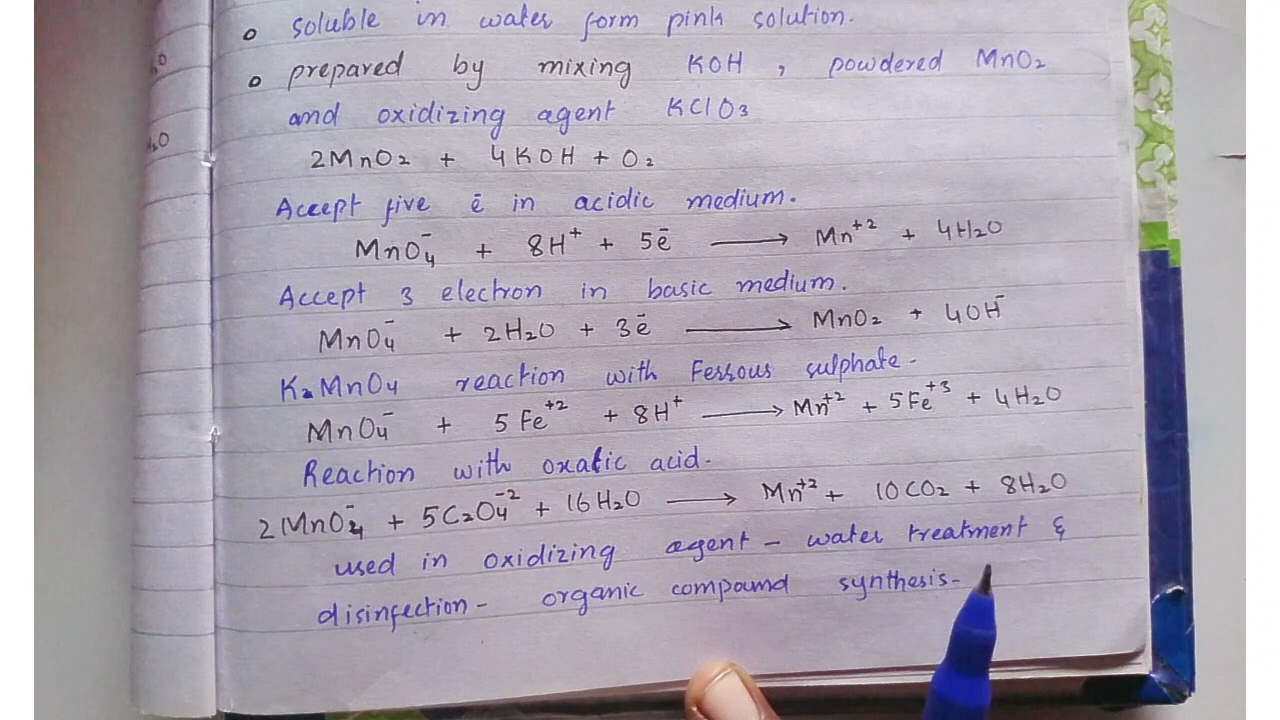 o soluble in water form pink solution.
o prepared by mixing KOH, powdered MnO₂
and oxidizing agent KClO₃
2MnO₂ + 4KOH + O₂
Accept five ē in acidic medium.
MnO₄⁻ + 8H⁺ + 5ē ⟶ Mn⁺² + 4H₂O
Accept 3 electron in basic medium.
MnO₄⁻ + 2H₂O + 3ē ⟶ MnO₂ + 4OH⁻
K₂MnO₄ reaction with Ferrous sulphate-
MnO₄⁻ + 5Fe⁺² + 8H⁺ ⟶ Mn⁺² + 5Fe⁺³ + 4H₂O
Reaction with oxalic acid.
2MnO₄⁻ + 5C₂O₄⁻² + 16H₂O ⟶ Mn⁺² + 10CO₂ + 8H₂O
used in oxidizing agent - water treatment &
disinfection - organic compound synthesis-